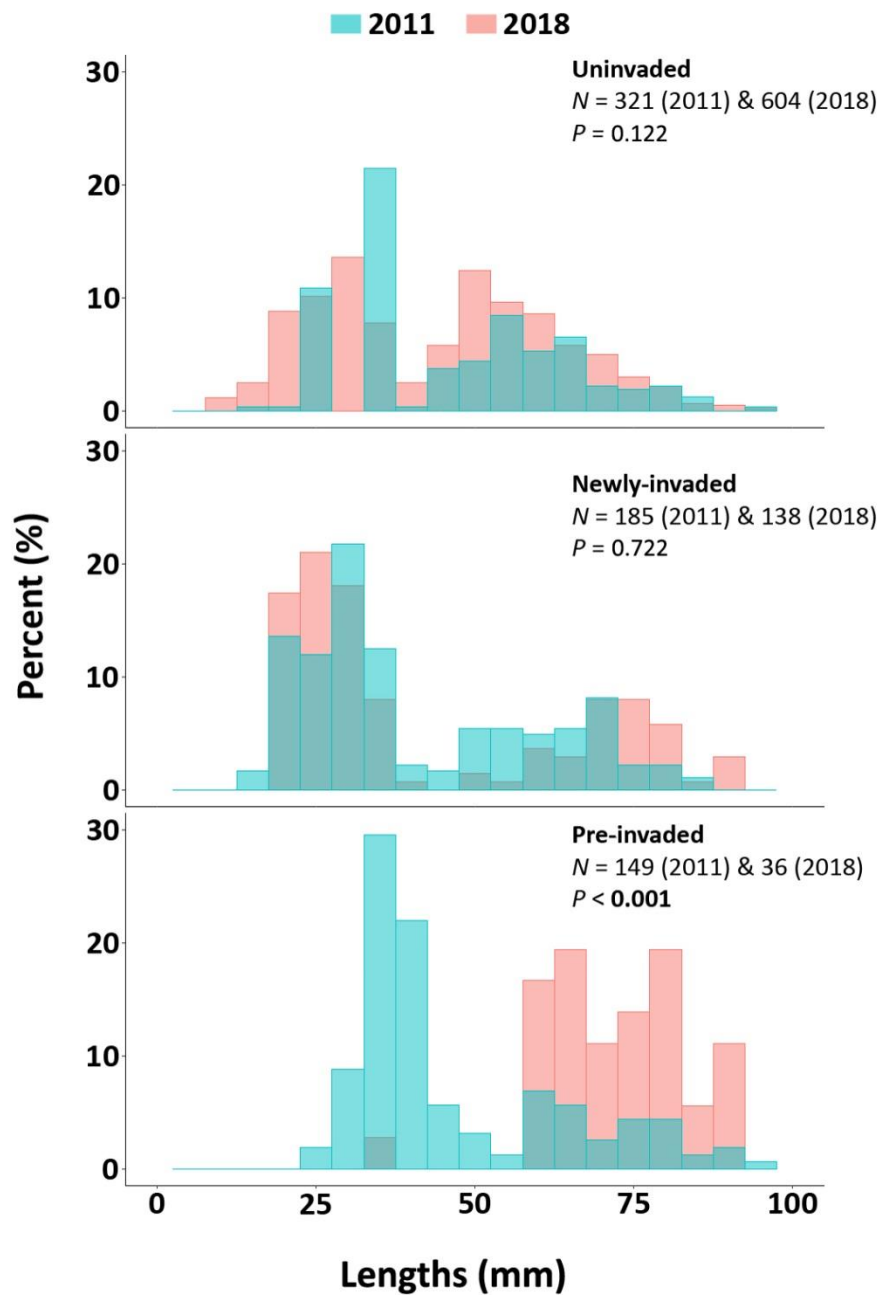 2011 2018
30
Uninvaded
N = 321 (2011) & 604 (2018)
P = 0.122
20
10
0
30
Newly-invaded
N = 185 (2011) & 138 (2018)
P = 0.722
20
10
0
Percent (%)
30
Pre-invaded
N = 149 (2011) & 36 (2018)
P < 0.001
20
10
0
0 25 50 75 100
Lengths (mm)